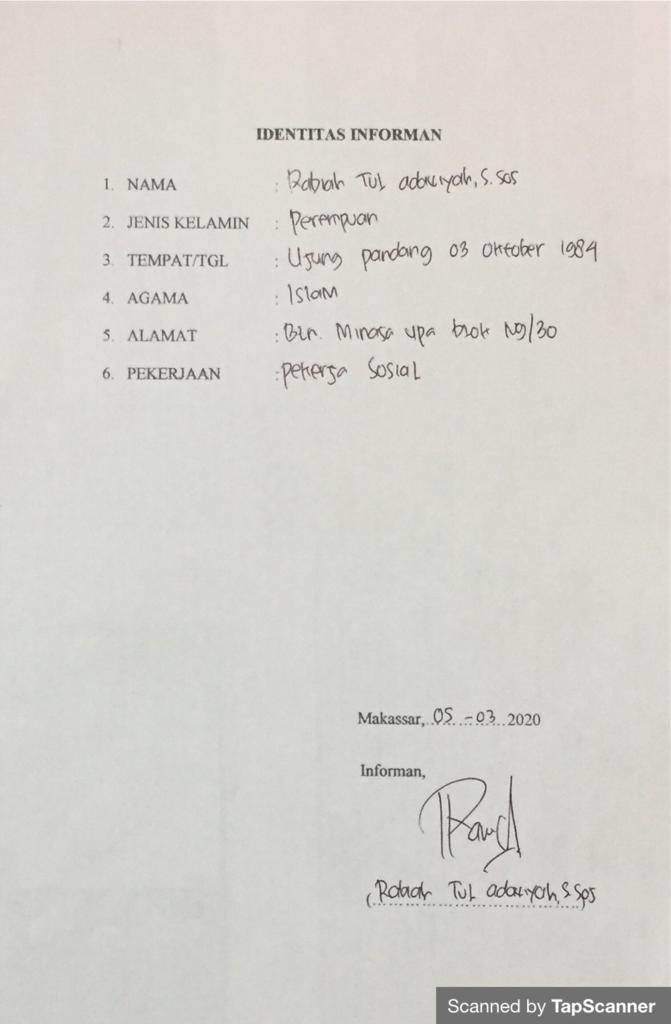 IDENTITAS INFORMAN
1. NAMA : Rabiah Tul adawiyah, S.Sos
2. JENIS KELAMIN : Perempuan
3. TEMPAT/TGL : Ujung pandang 03 Oktober 1984
4. AGAMA : Islam
5. ALAMAT : Btn. Minasa upa blok N9/30
6. PEKERJAAN : Pekerja Sosial
Makassar, 05 - 03 2020
Informan,
(Rabiah Tul adawiyah, S.Sos
Scanned by TapScanner